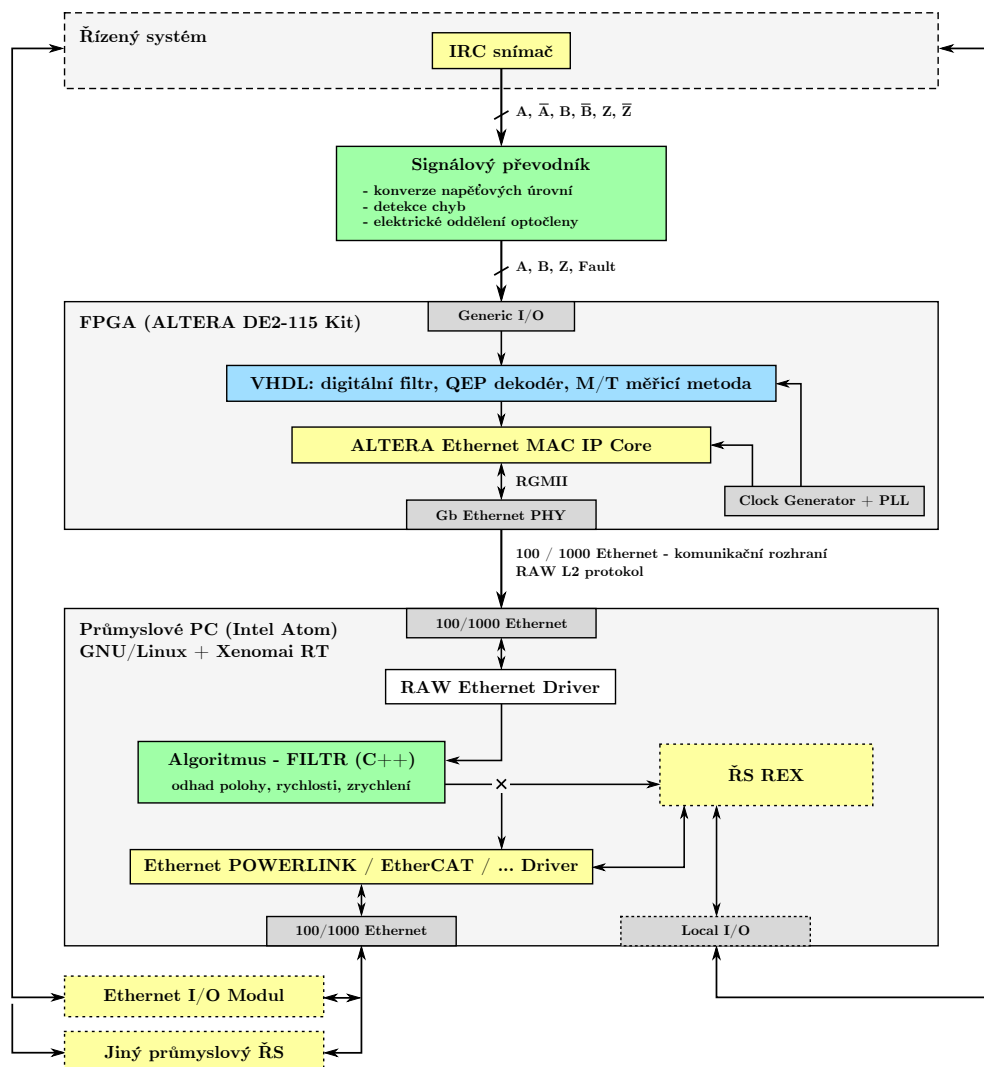 Řízený systém
IRC snímač
A, A̅, B, B̅, Z, Z̅
Signálový převodník
- konverze napěťových úrovní
- detekce chyb
- elektrické oddělení optočleny
A, B, Z, Fault
FPGA (ALTERA DE2-115 Kit)
Generic I/O
VHDL: digitální filtr, QEP dekodér, M/T měřicí metoda
ALTERA Ethernet MAC IP Core
RGMII
Clock Generator + PLL
Gb Ethernet PHY
100 / 1000 Ethernet - komunikační rozhraní
RAW L2 protokol
Průmyslové PC (Intel Atom)
GNU/Linux + Xenomai RT
100/1000 Ethernet
RAW Ethernet Driver
Algoritmus - FILTR (C++)
odhad polohy, rychlosti, zrychlení
ŘS REX
Ethernet POWERLINK / EtherCAT / ... Driver
100/1000 Ethernet
Local I/O
Ethernet I/O Modul
Jiný průmyslový ŘS